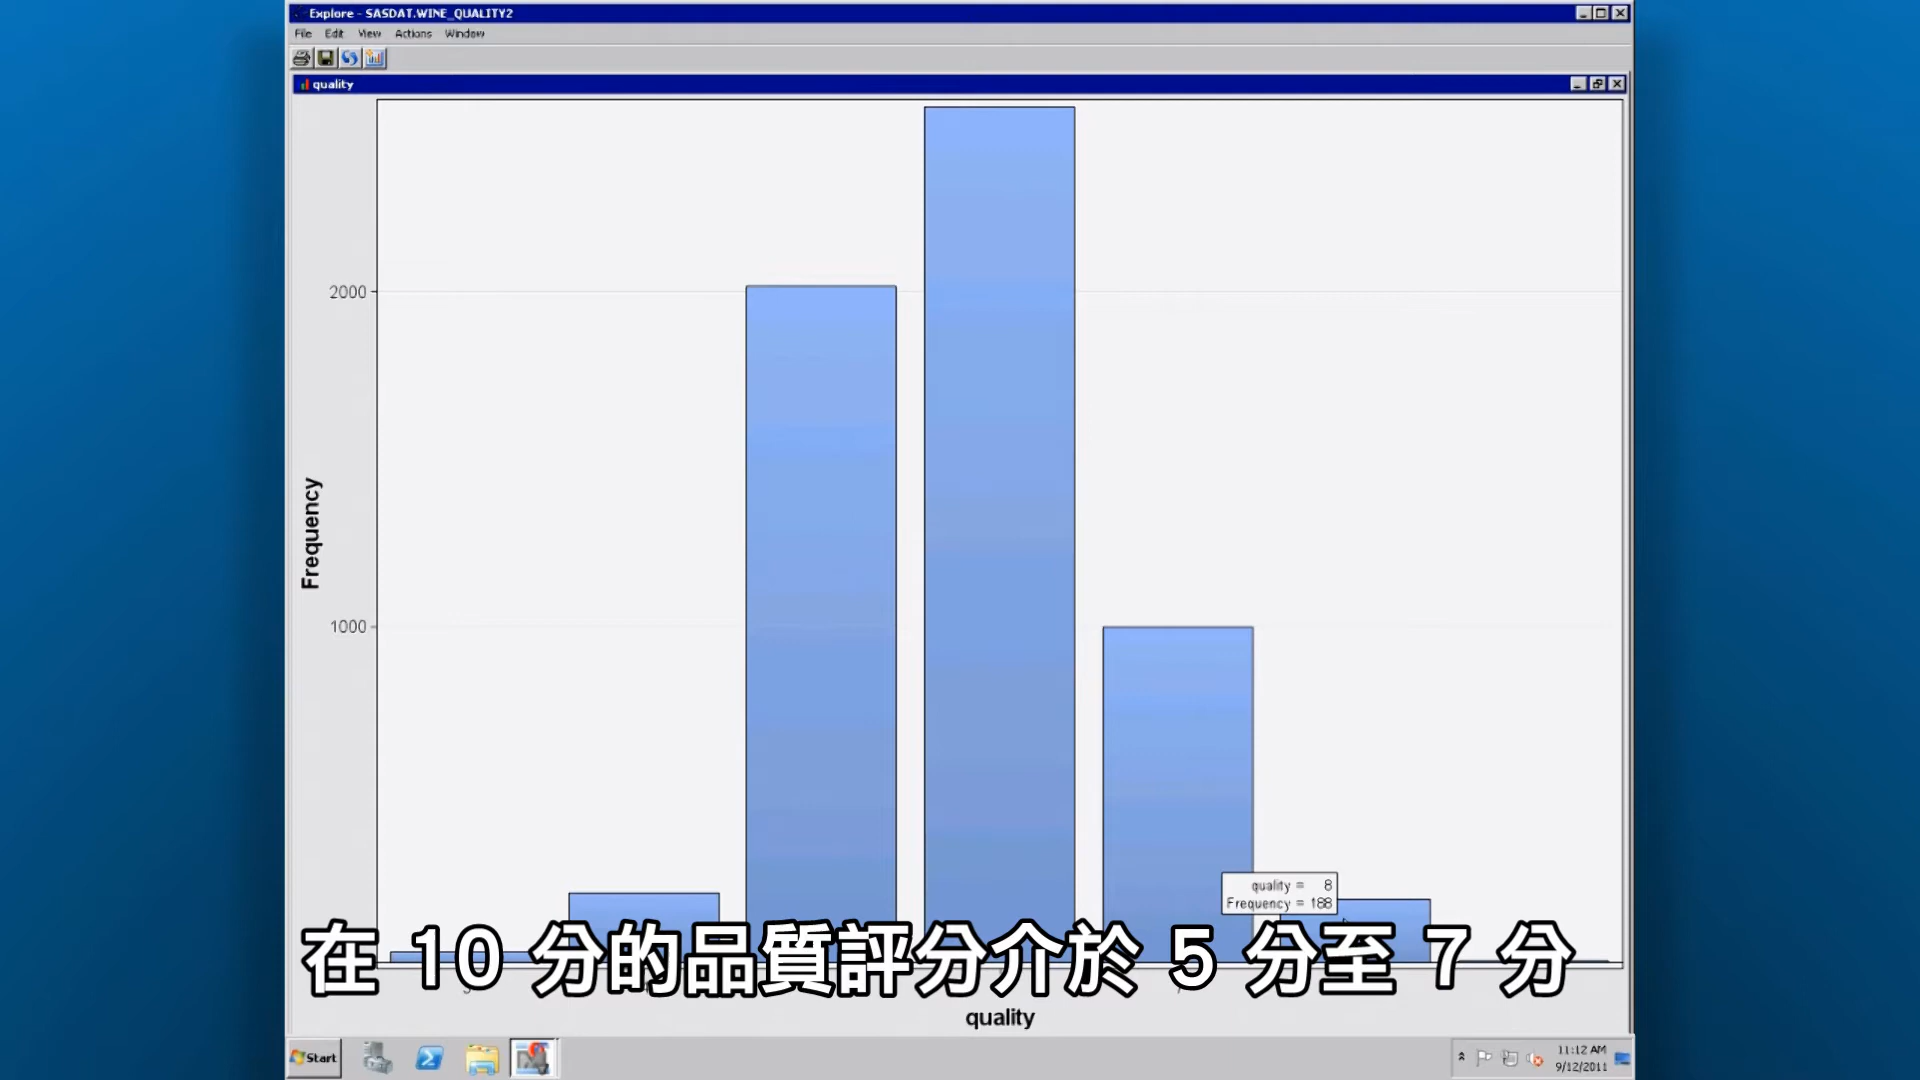 Explore - SASDAT.WINE_QUALITY2
File Edit View Actions Window
quality
2000
1000
Frequency
quality = 8
Frequency = 188
在 10 分的品質評分介於 5 分至 7 分
quality
Start
11:12 AM
9/12/2011